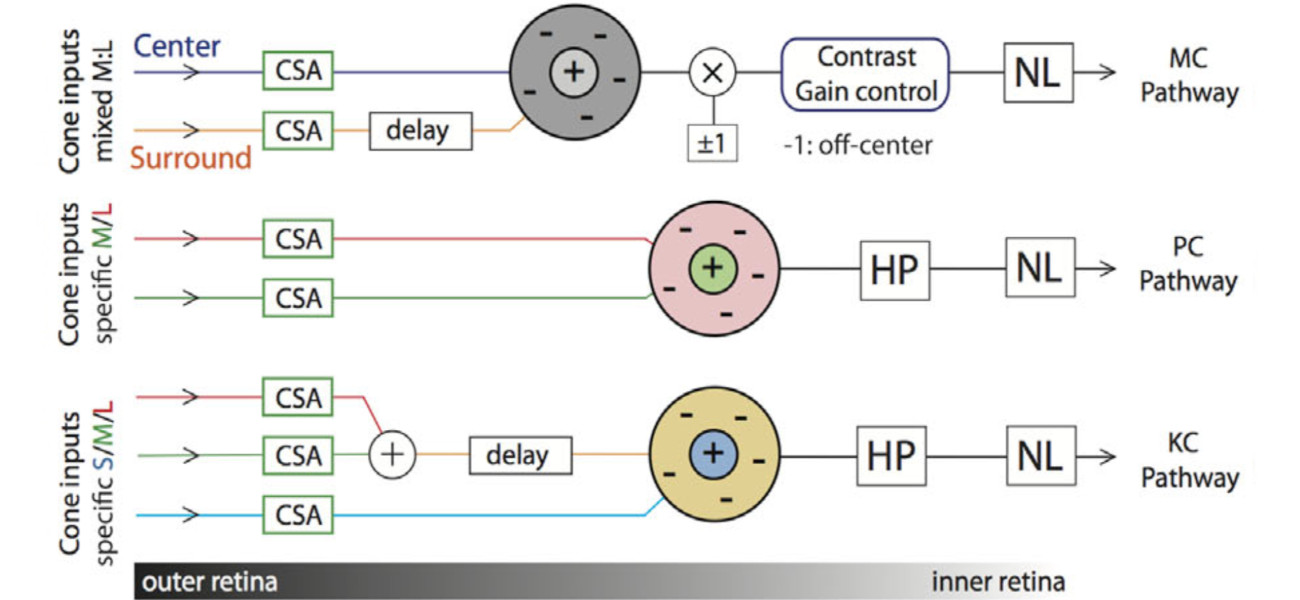 Cone inputs
mixed M:L
Center
CSA
Surround
CSA
delay
+
-
-
-
-
-
×
±1
Contrast
Gain control
-1: off-center
NL
MC
Pathway
Cone inputs
specific M/L
CSA
CSA
+
-
-
-
-
-
HP
NL
PC
Pathway
Cone inputs
specific S/M/L
CSA
CSA
CSA
+
delay
+
-
-
-
-
-
HP
NL
KC
Pathway
outer retina
inner retina